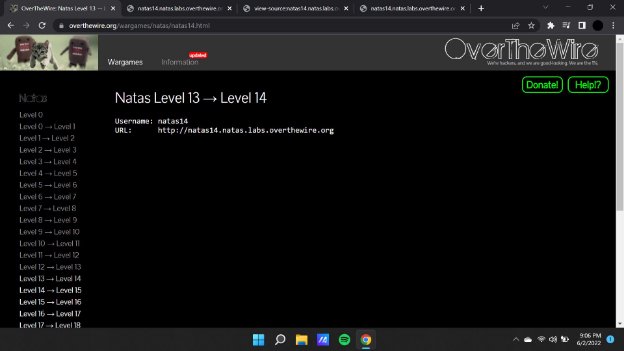 OverTheWire: Natas Level 13 →
natas14.natas.labs.overthewire.o
view-source:natas14.natas.labs.o
natas14.natas.labs.overthewire.org
overthewire.org/wargames/natas/natas14.html
OverTheWire
We're hackers, and we are good-looking. We are the 1%.
Wargames
Information
updated
Donate!
Help!?
Natas
Level 0
Level 0 → Level 1
Level 1 → Level 2
Level 2 → Level 3
Level 3 → Level 4
Level 4 → Level 5
Level 5 → Level 6
Level 6 → Level 7
Level 7 → Level 8
Level 8 → Level 9
Level 9 → Level 10
Level 10 → Level 11
Level 11 → Level 12
Level 12 → Level 13
Level 13 → Level 14
Level 14 → Level 15
Level 15 → Level 16
Level 16 → Level 17
Level 17 → Level 18
Natas Level 13 → Level 14
Username: natas14
URL: http://natas14.natas.labs.overthewire.org
9:06 PM
6/2/2022